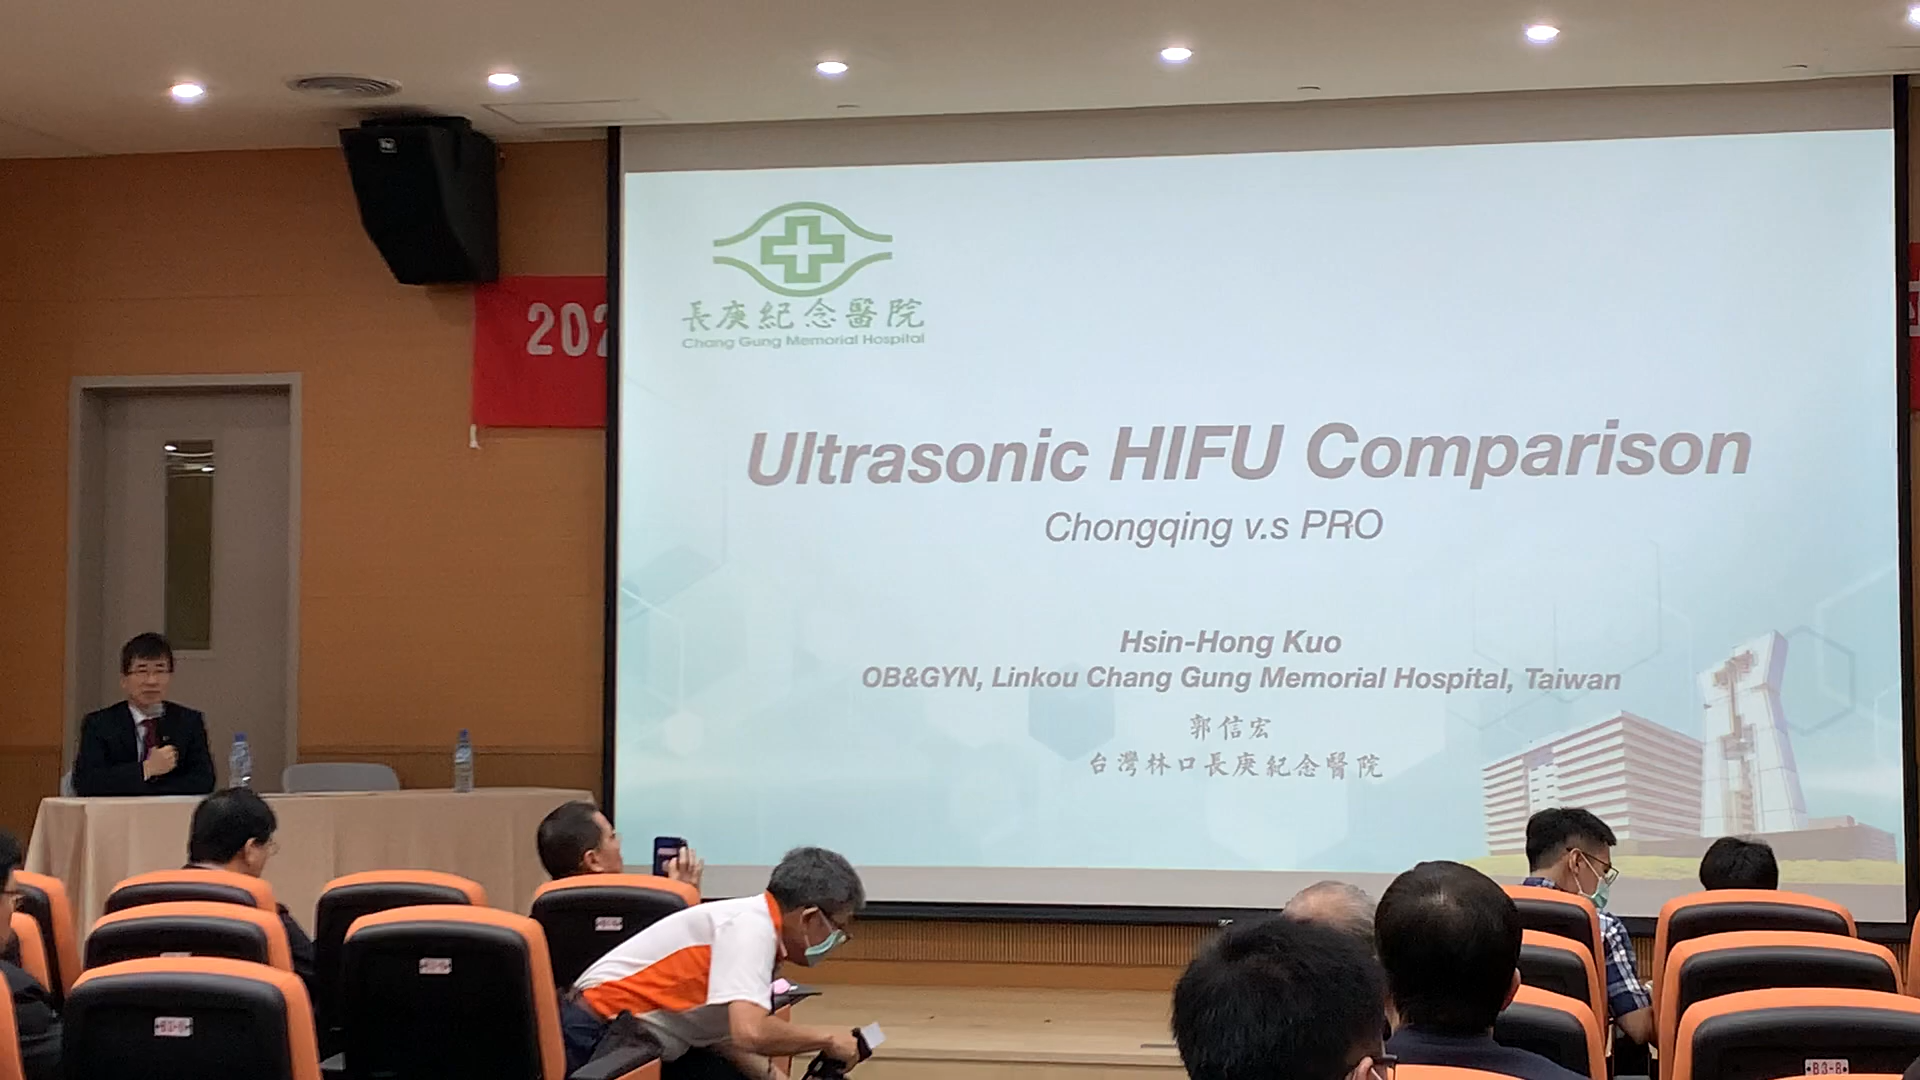 202
長庚紀念醫院
Chang Gung Memorial Hospital
Ultrasonic HIFU Comparison
Chongqing v.s PRO
Hsin-Hong Kuo
OB&GYN, Linkou Chang Gung Memorial Hospital, Taiwan
郭信宏
台灣林口長庚紀念醫院
B3-8